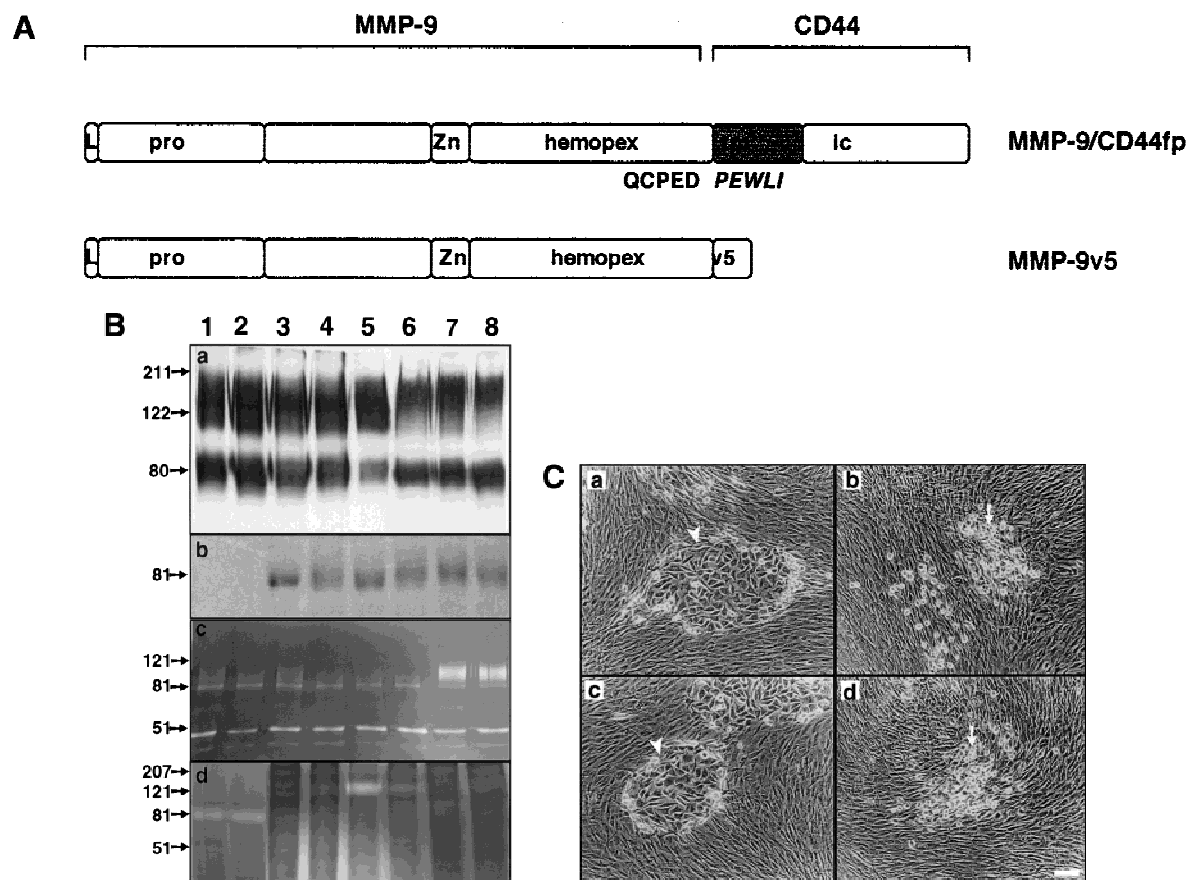 A
MMP-9 CD44
L pro Zn hemopex ic MMP-9/CD44fp
QCPED PEWLI
L pro Zn hemopex v5 MMP-9v5
B 1 2 3 4 5 6 7 8
a
211
122
80
b
81
c
121
81
51
d
207
121
81
51
C a b
c d